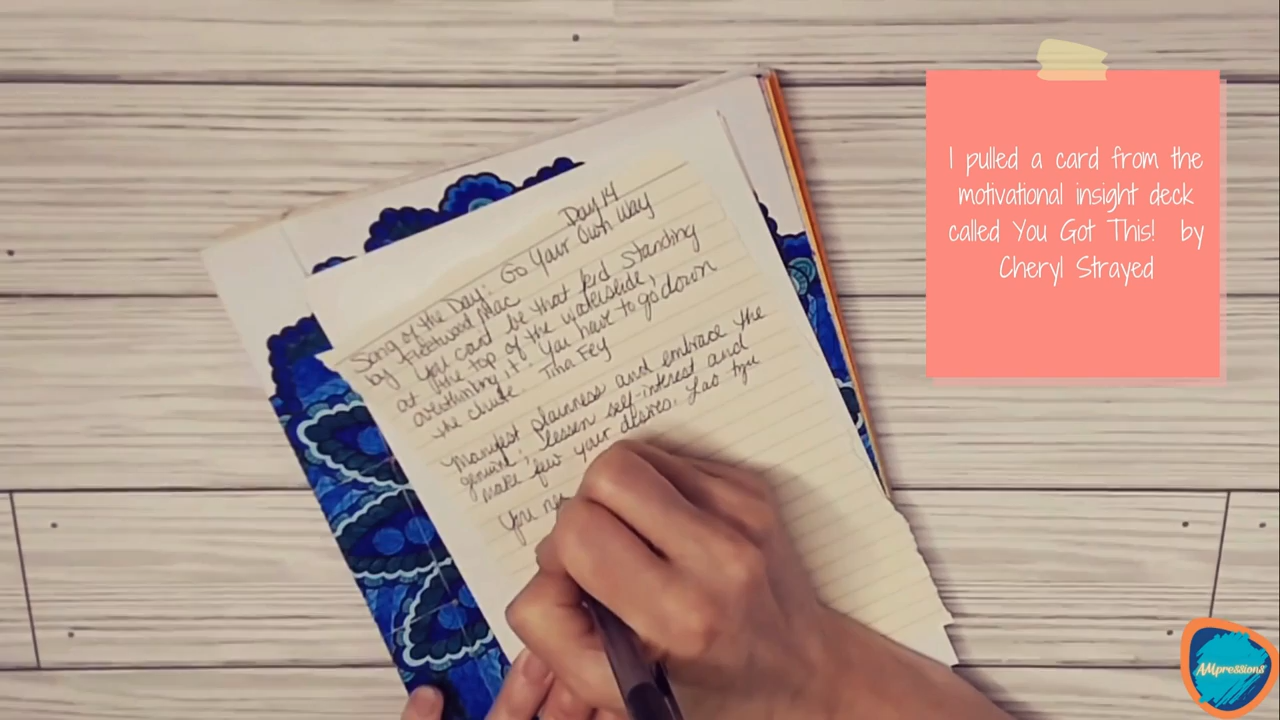 Day 14
Song of the Day: Go Your Own Way
by Fleetwood Mac
You can't be that kid standing
at the top of the waterslide,
overthinking it. You have to go down
the chute. Tina Fey
Manifest plainness and embrace the
genuine; lessen self-interest and
make few your desires. Lao tzu
You
I pulled a card from the
motivational insight deck
called You Got This! by
Cheryl Strayed
AMpressions